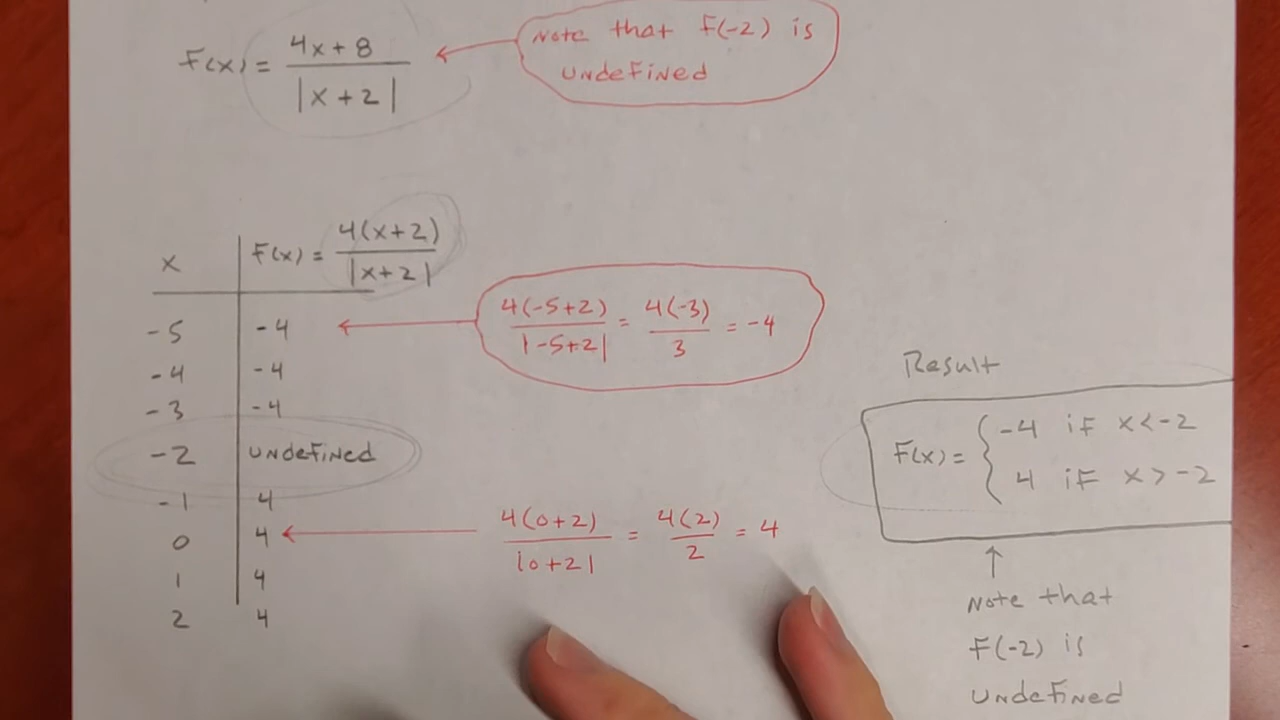 F(x) = (4x+8)/|x+2|
Note that F(-2) is
UNDEFINED
x | F(x) = 4(x+2)/|x+2|
-5 | -4
4(-5+2)/|-5+2| = 4(-3)/3 = -4
-4 | -4
-3 | -4
-2 | UNDEFINED
-1 | 4
0 | 4
4(0+2)/|0+2| = 4(2)/2 = 4
1 | 4
2 | 4
Result
F(x) = { -4 if x < -2
4 if x > -2
Note that
F(-2) is
UNDEFINED